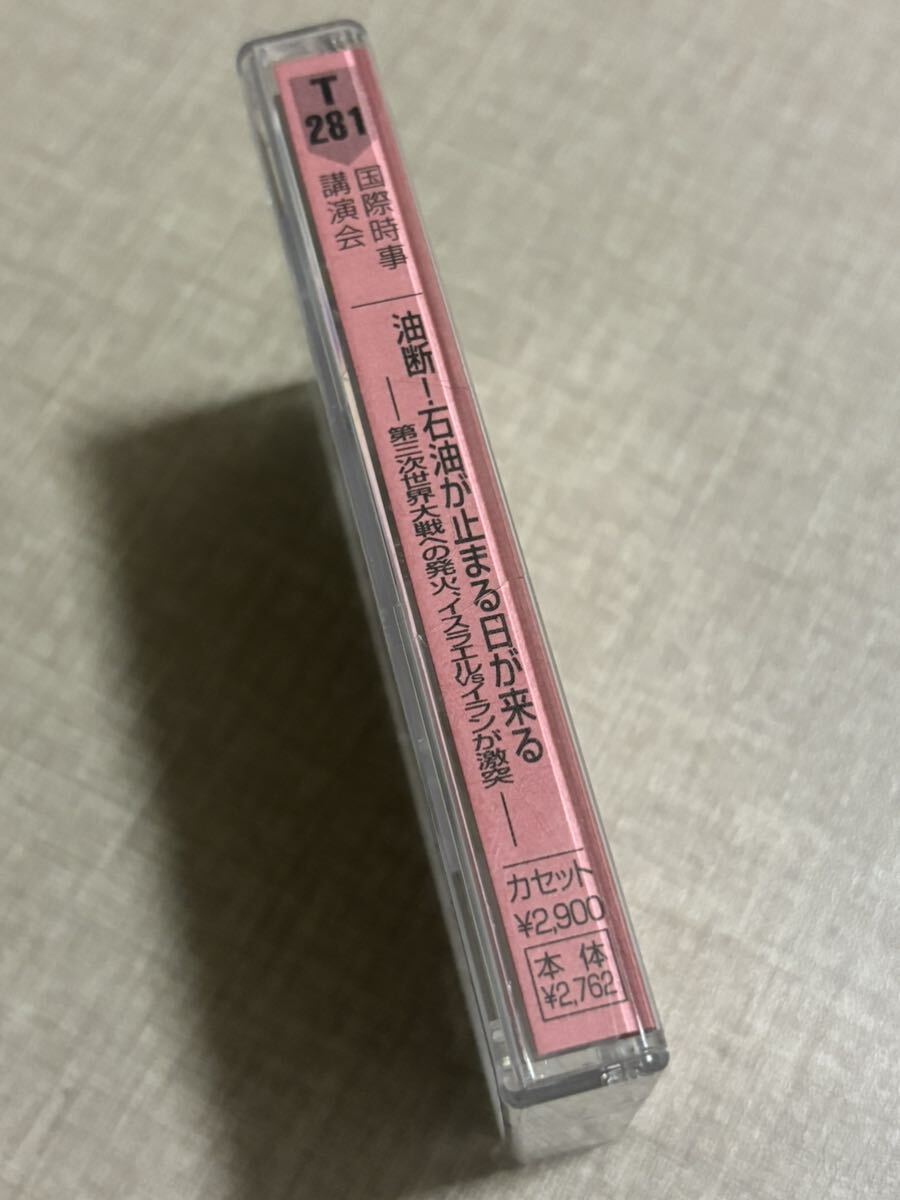 T
281
国際時事
講演会
油断!石油が止まる日が来る
―第三次世界大戦への発火、イスラエルvsイランが激突―
カセット
¥2,900
本体
¥2,762